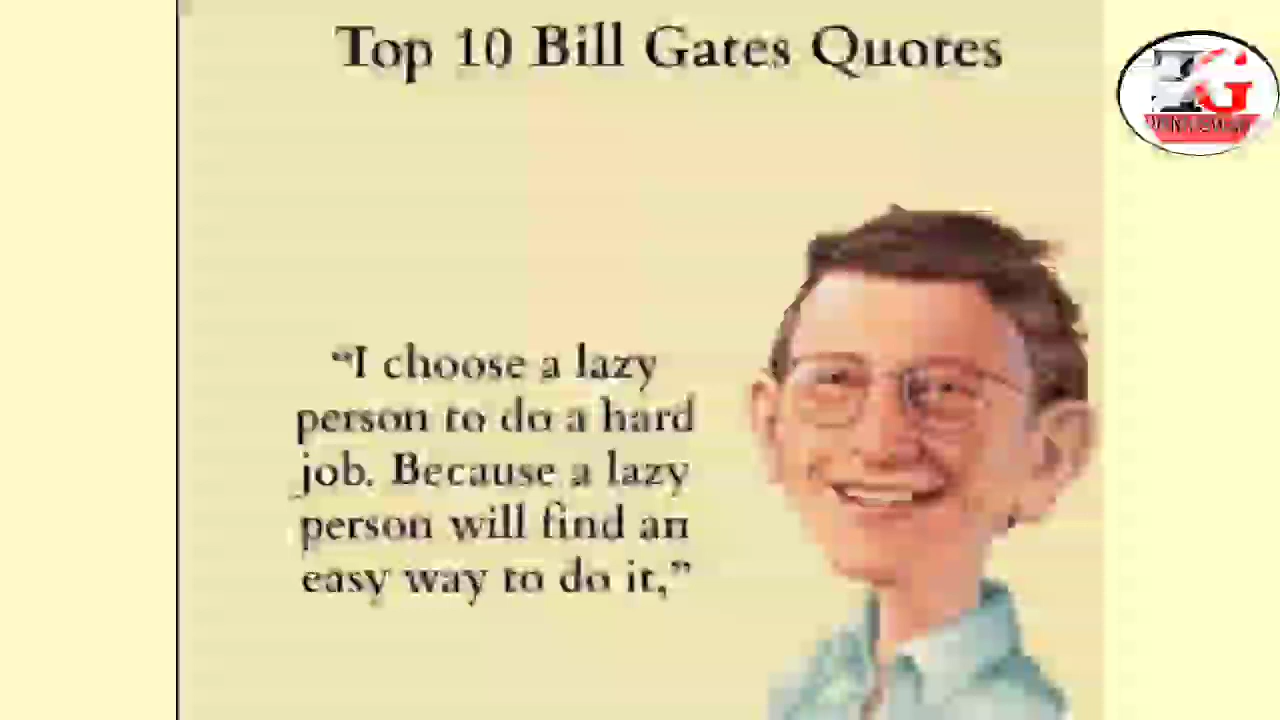 Top 10 Bill Gates Quotes
“I choose a lazy
person to do a hard
job. Because a lazy
person will find an
easy way to do it,”